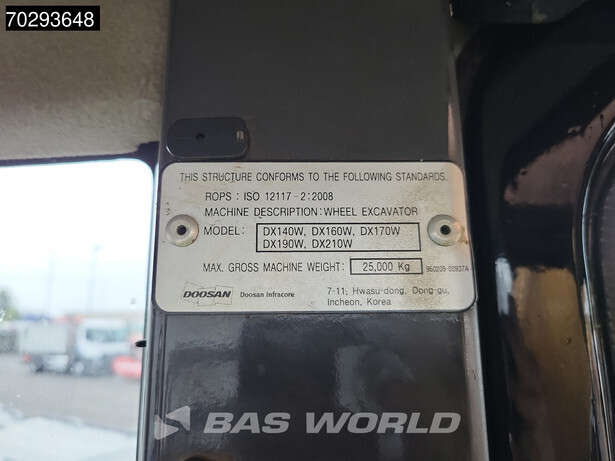 70293648
THIS STRUCTURE CONFORMS TO THE FOLLOWING STANDARDS.
ROPS : ISO 12117-2:2008
MACHINE DESCRIPTION:WHEEL EXCAVATOR
MODEL: DX140W, DX160W, DX170W
DX190W, DX210W
MAX. GROSS MACHINE WEIGHT: 25,000 Kg 950205-00937A
DOOSAN Doosan Infracore 7-11, Hwasu-dong, Dong-gu,
Incheon, Korea
BAS WORLD